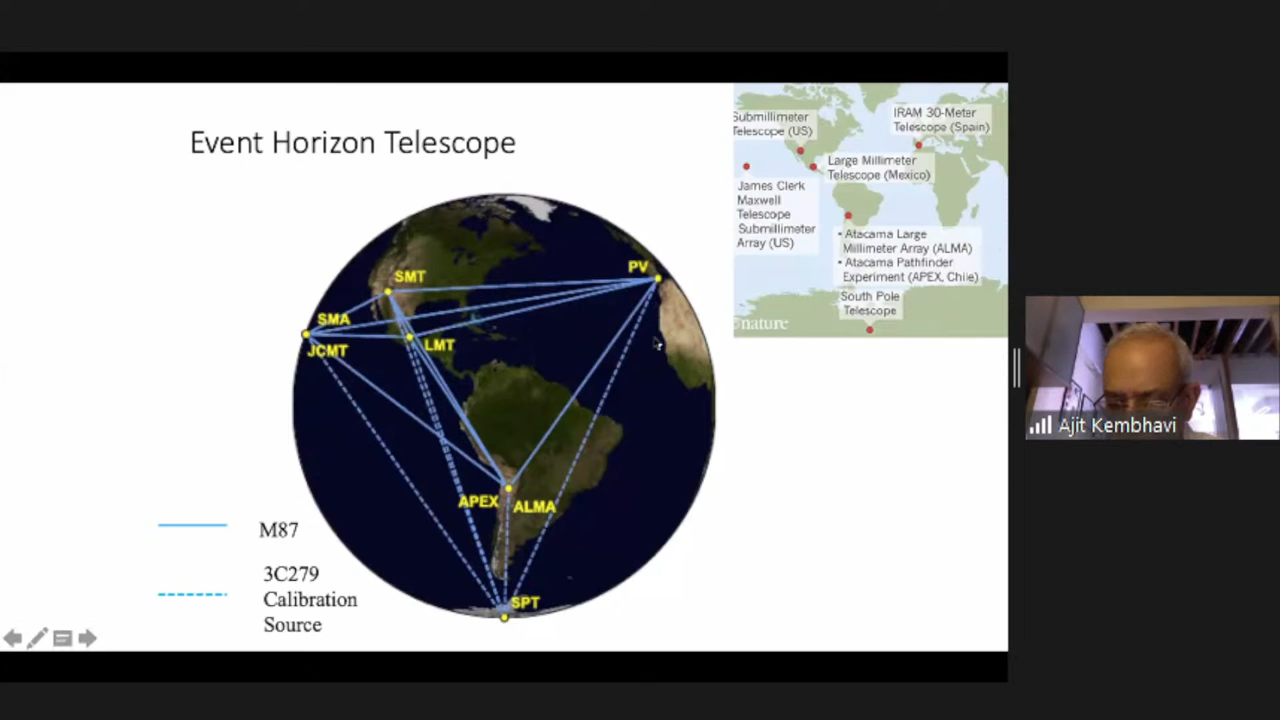 Event Horizon Telescope
SMT
PV
SMA
JCMT
LMT
APEX
ALMA
SPT
M87
3C279
Calibration
Source
Submillimeter
Telescope (US)
IRAM 30-Meter
Telescope (Spain)
Large Millimeter
Telescope (Mexico)
James Clerk
Maxwell
Telescope
Submillimeter
Array (US)
• Atacama Large
Millimeter Array (ALMA)
• Atacama Pathfinder
Experiment (APEX, Chile)
South Pole
Telescope
©nature
Ajit Kembhavi